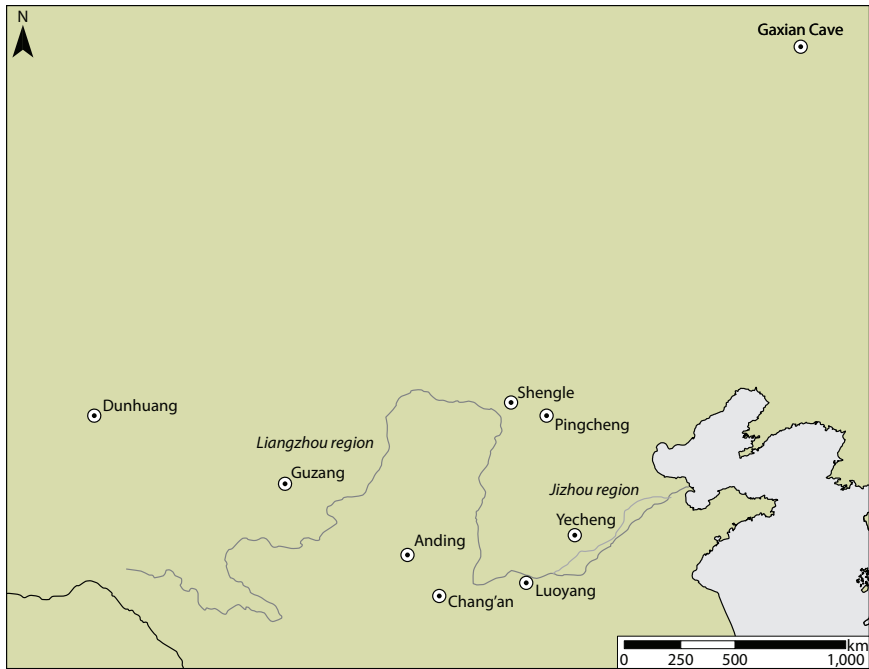 N
Gaxian Cave
Shengle
Dunhuang
Pingcheng
Liangzhou region
Guzang
Jizhou region
Yecheng
Anding
Luoyang
Chang'an
km
0 250 500 1,000